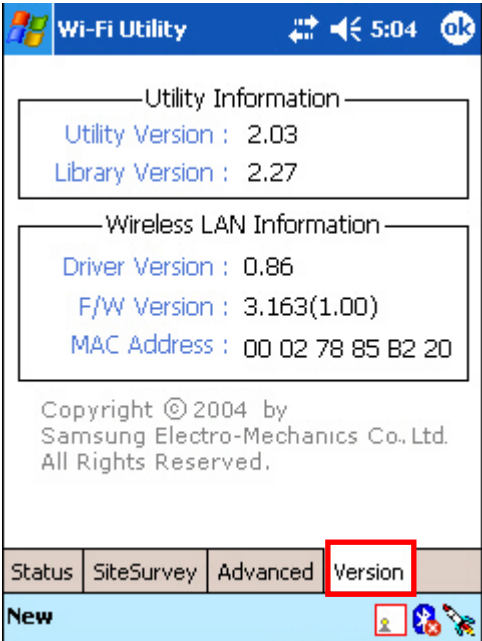 Wi-Fi Utility 5:04 ok
Utility Information
Utility Version : 2.03
Library Version : 2.27
Wireless LAN Information
Driver Version : 0.86
F/W Version : 3.163(1.00)
MAC Address : 00 02 78 85 B2 20
Copyright © 2004 by
Samsung Electro-Mechanics Co., Ltd.
All Rights Reserved.
Status SiteSurvey Advanced Version
New